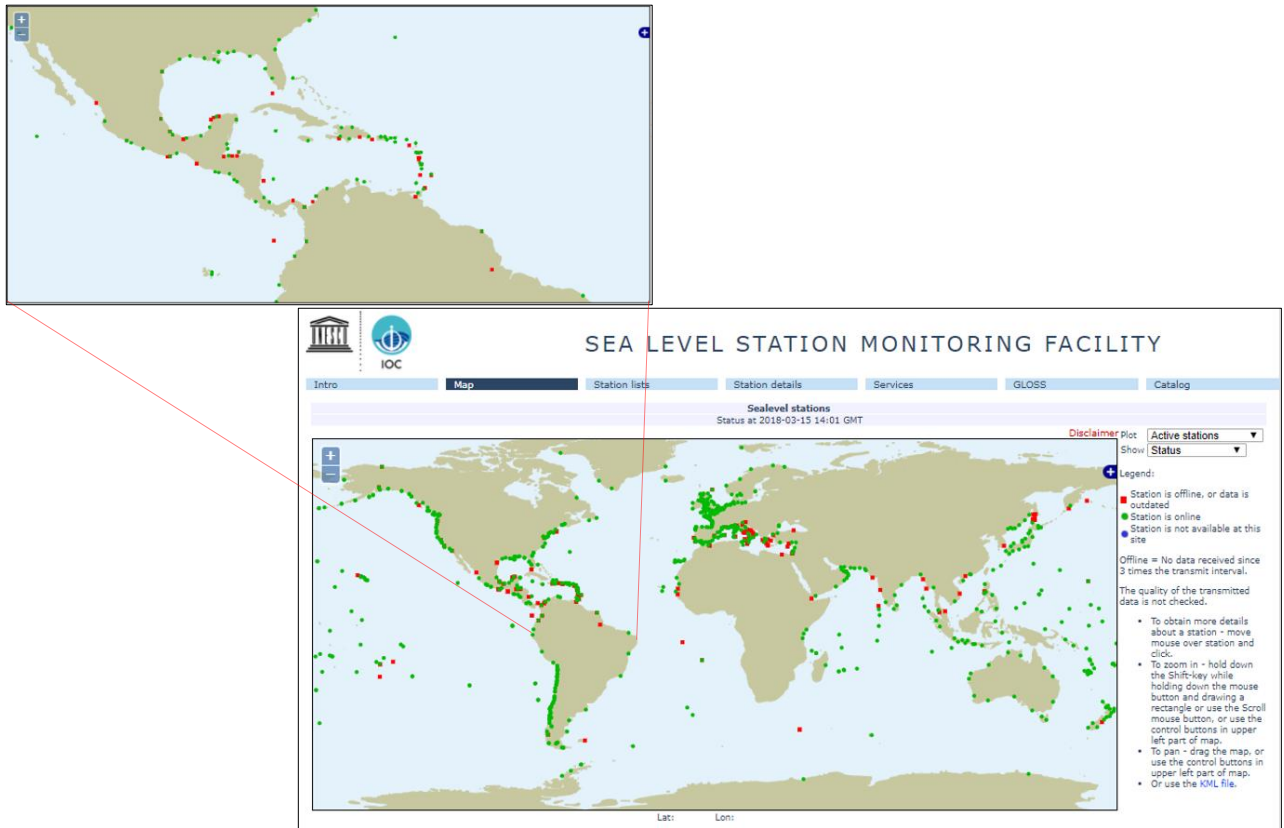 +
−
+
IOC
SEA LEVEL STATION MONITORING FACILITY
Intro Map Station lists Station details Services GLOSS Catalog
Sealevel stations
Status at 2018-03-15 14:01 GMT
Disclaimer Plot Active stations ▼
Show Status ▼
+
−
+
Legend:
Station is offline, or data is
outdated
Station is online
Station is not available at this
site
Offline = No data received since
3 times the transmit interval.
The quality of the transmitted
data is not checked.
• To obtain more details
about a station - move
mouse over station and
click.
• To zoom in - hold down
the Shift-key while
holding down the mouse
button and drawing a
rectangle or use the Scroll
mouse button, or use the
control buttons in upper
left part of map.
• To pan - drag the map, or
use the control buttons in
upper left part of map.
• Or use the KML file.
Lat: Lon: